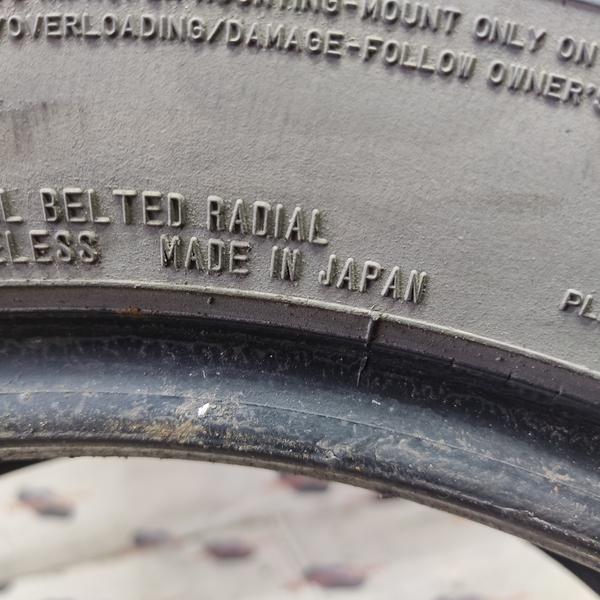 MOUNTING-MOUNT ONLY ON
OVERLOADING/DAMAGE-FOLLOW OWNER'S
L BELTED RADIAL
LESS MADE IN JAPAN
PL